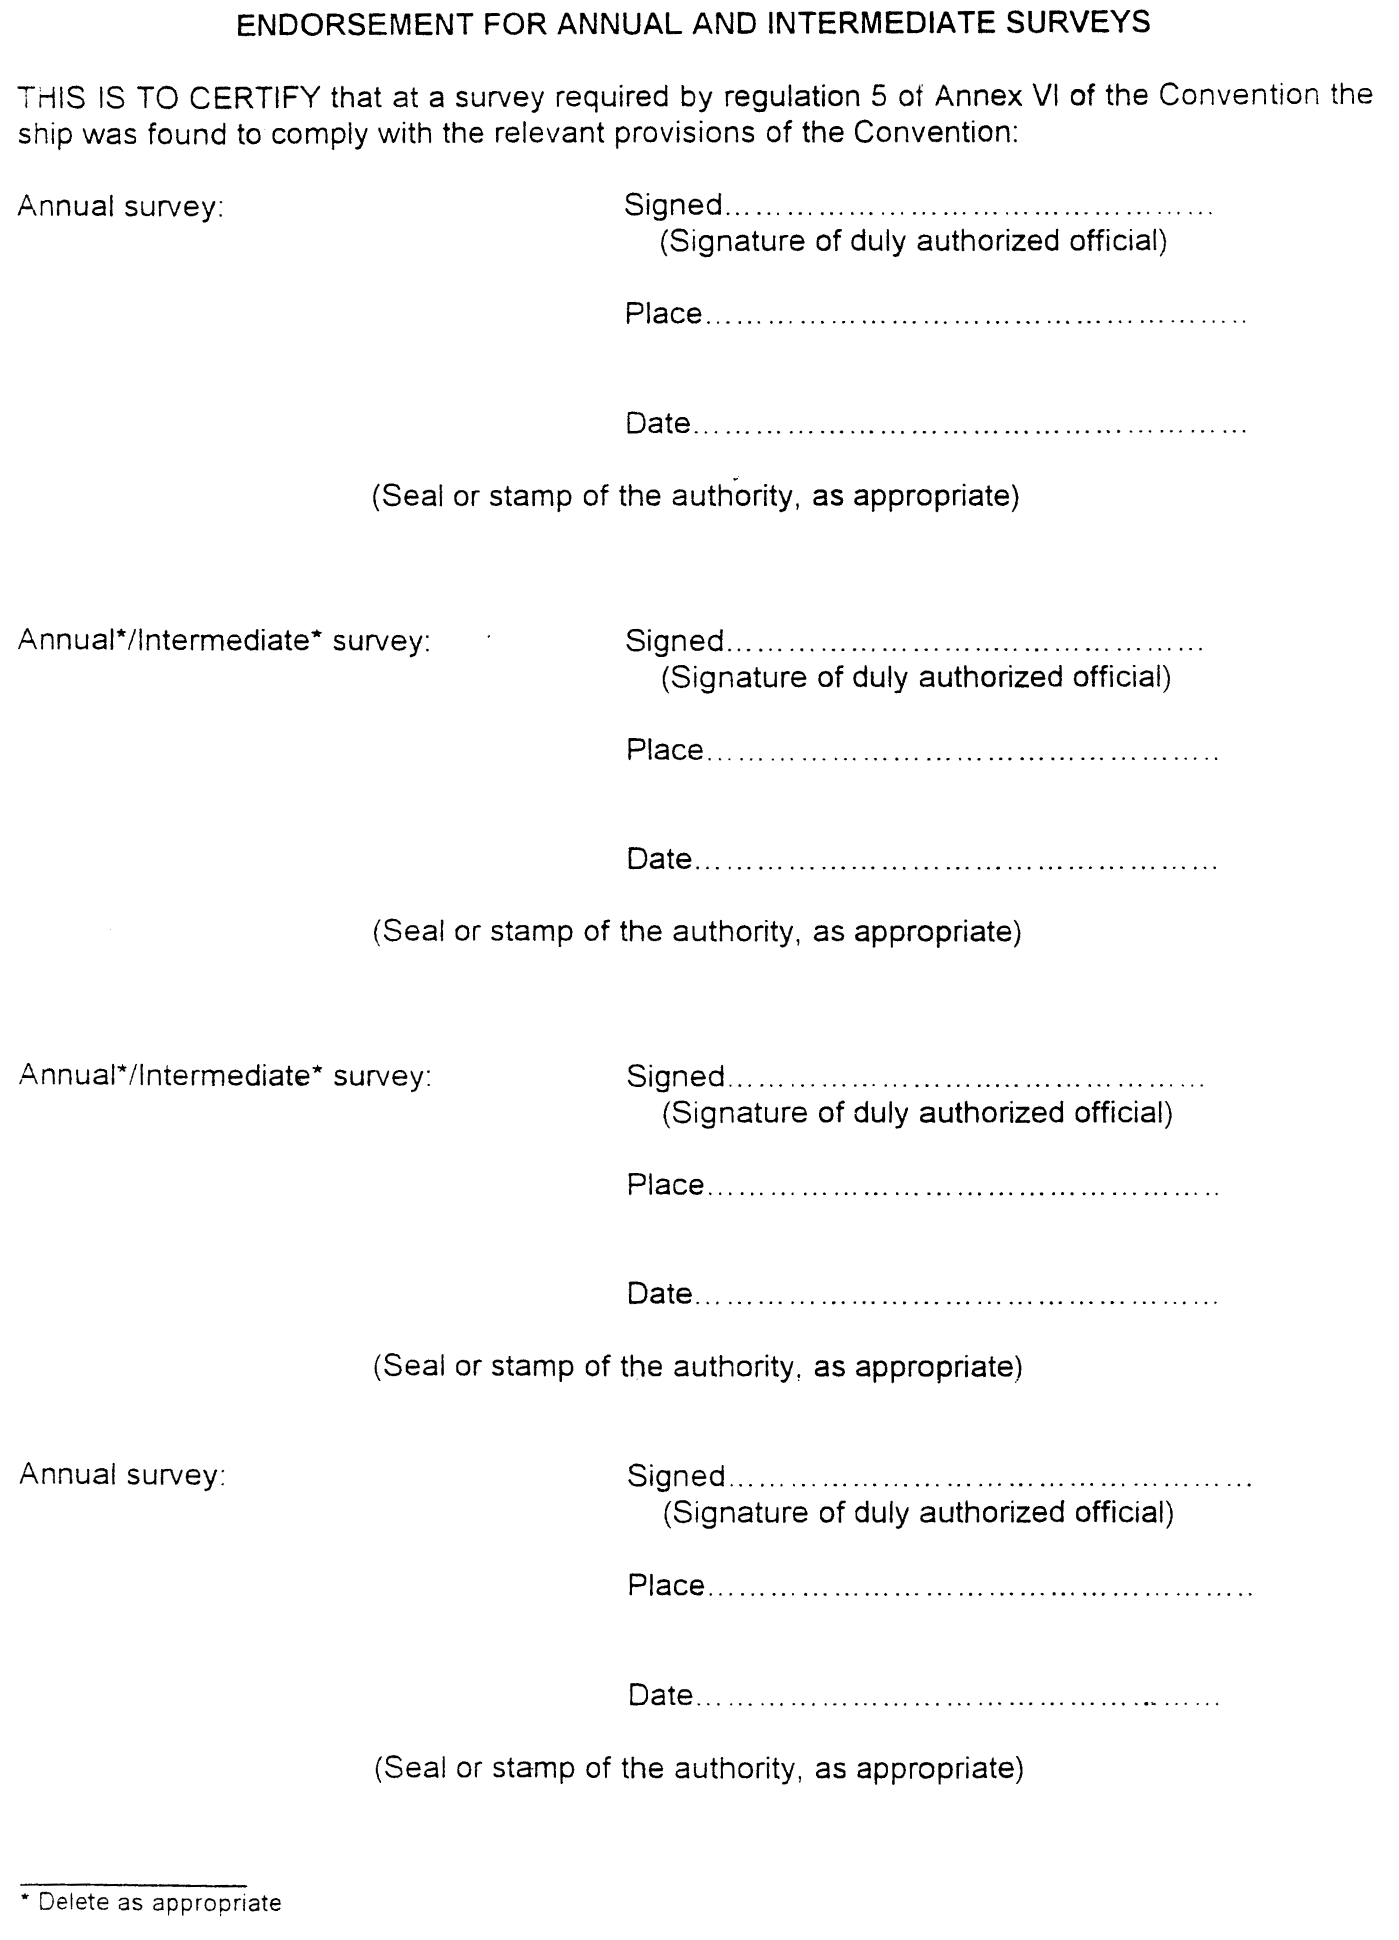 ENDORSEMENT FOR ANNUAL AND INTERMEDIATE SURVEYS
THIS IS TO CERTIFY that at a survey required by regulation 5 of Annex VI of the Convention the
ship was found to comply with the relevant provisions of the Convention:
Annual survey: Signed................................................
(Signature of duly authorized official)
Place....................................................
Date.....................................................
(Seal or stamp of the authority, as appropriate)
Annual*/Intermediate* survey: Signed...............................................
(Signature of duly authorized official)
Place.................................................
Date..................................................
(Seal or stamp of the authority, as appropriate)
Annual*/Intermediate* survey: Signed...............................................
(Signature of duly authorized official)
Place.................................................
Date..................................................
(Seal or stamp of the authority, as appropriate)
Annual survey: Signed...................................................
(Signature of duly authorized official)
Place....................................................
Date..................................................
(Seal or stamp of the authority, as appropriate)
* Delete as appropriate